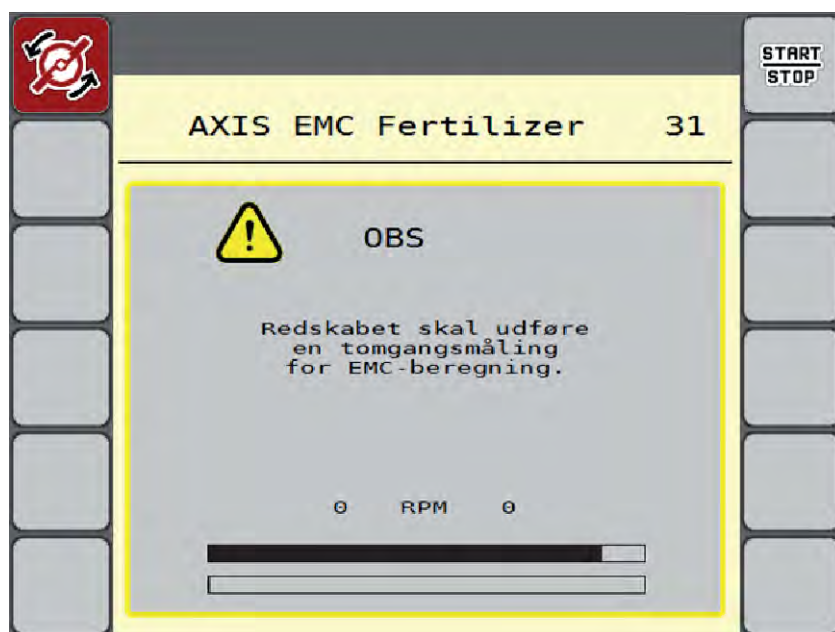 START
STOP
AXIS EMC Fertilizer 31
OBS
Redskabet skal udføre
en tomgangsmåling
for EMC-beregning.
0 RPM 0